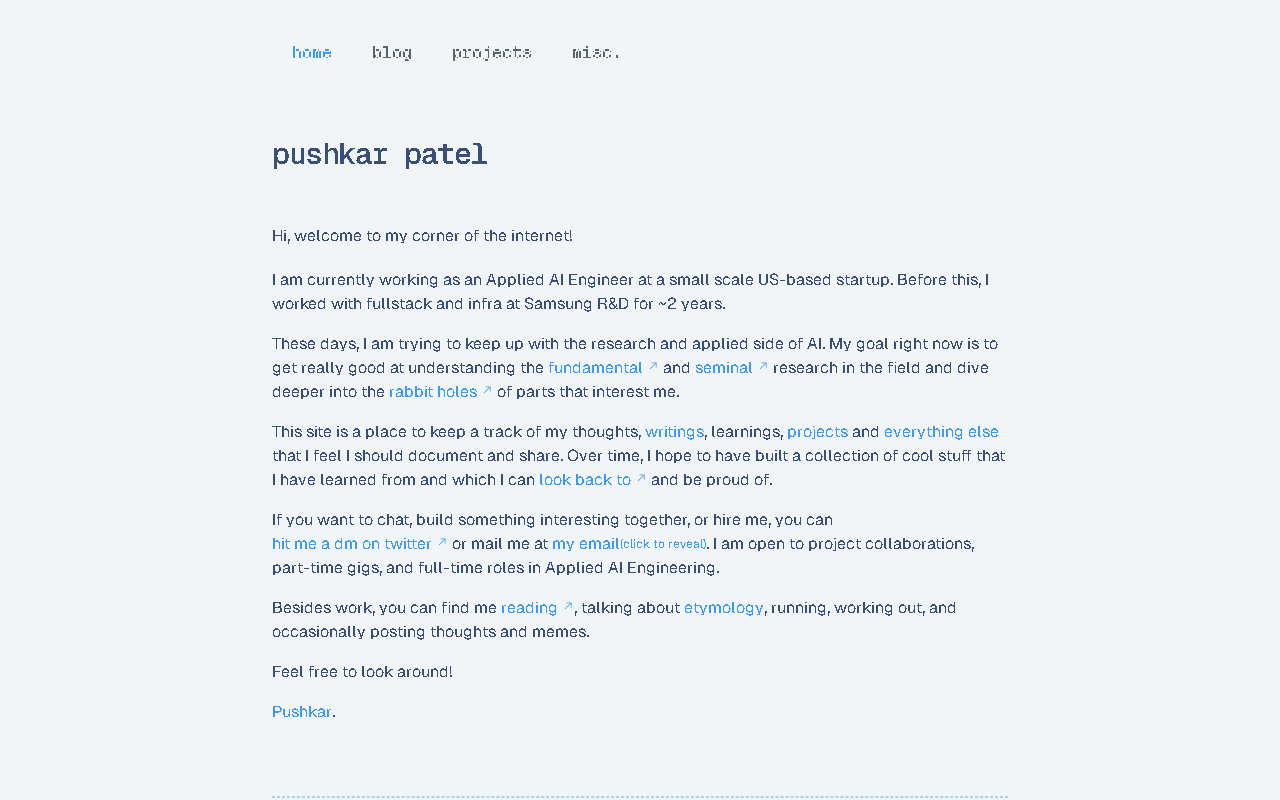 home blog projects misc.
pushkar patel
Hi, welcome to my corner of the internet!
I am currently working as an Applied AI Engineer at a small scale US-based startup. Before this, I
worked with fullstack and infra at Samsung R&D for ~2 years.
These days, I am trying to keep up with the research and applied side of AI. My goal right now is to
get really good at understanding the fundamental ↗ and seminal ↗ research in the field and dive
deeper into the rabbit holes ↗ of parts that interest me.
This site is a place to keep a track of my thoughts, writings, learnings, projects and everything else
that I feel I should document and share. Over time, I hope to have built a collection of cool stuff that
I have learned from and which I can look back to ↗ and be proud of.
If you want to chat, build something interesting together, or hire me, you can
hit me a dm on twitter ↗ or mail me at my email(click to reveal). I am open to project collaborations,
part-time gigs, and full-time roles in Applied AI Engineering.
Besides work, you can find me reading ↗, talking about etymology, running, working out, and
occasionally posting thoughts and memes.
Feel free to look around!
Pushkar.